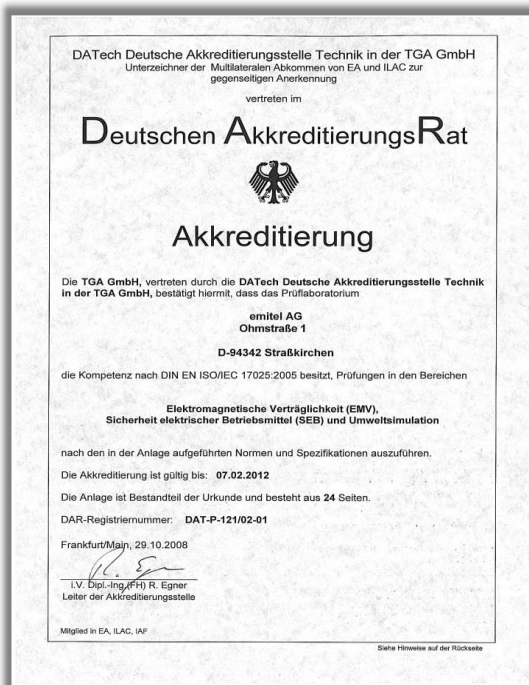 DATech Deutsche Akkreditierungsstelle Technik in der TGA GmbH
Unterzeichner der Multilateralen Abkommen von EA und ILAC zur
gegenseitigen Anerkennung
vertreten im
Deutschen AkkreditierungsRat
Akkreditierung
Die TGA GmbH, vertreten durch die DATech Deutsche Akkreditierungsstelle Technik
in der TGA GmbH, bestätigt hiermit, dass das Prüflaboratorium
emitel AG
Ohmstraße 1
D-94342 Straßkirchen
die Kompetenz nach DIN EN ISO/IEC 17025:2005 besitzt, Prüfungen in den Bereichen
Elektromagnetische Verträglichkeit (EMV),
Sicherheit elektrischer Betriebsmittel (SEB) und Umweltsimulation
nach den in der Anlage aufgeführten Normen und Spezifikationen auszuführen.
Die Akkreditierung ist gültig bis: 07.02.2012
Die Anlage ist Bestandteil der Urkunde und besteht aus 24 Seiten.
DAR-Registriernummer: DAT-P-121/02-01
Frankfurt/Main, 29.10.2008
i.V. Dipl.-Ing.(FH) R. Egner
Leiter der Akkreditierungsstelle
Mitglied in EA, ILAC, IAF
Siehe Hinweise auf der Rückseite